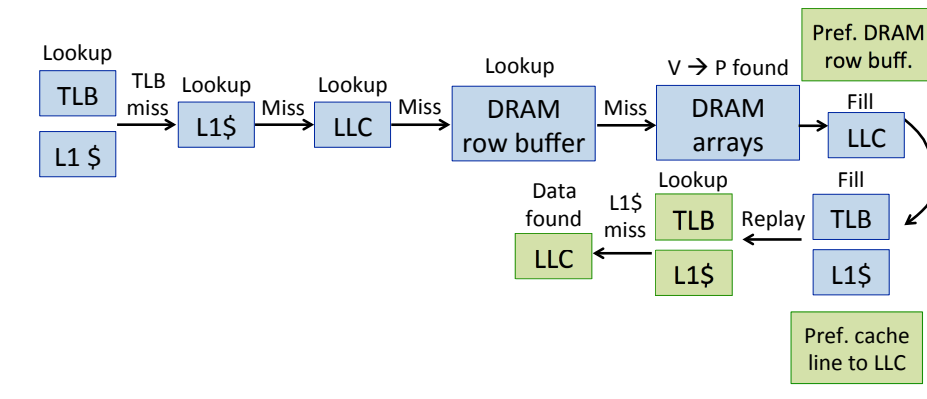 Pref. DRAM
row buff.
Lookup
TLB
L1 $
TLB
miss
Lookup
L1$
Miss
Lookup
LLC
Miss
Lookup
DRAM
row buffer
Miss
V → P found
DRAM
arrays
Fill
LLC
Fill
TLB
L1$
Replay
Lookup
TLB
L1$
L1$
miss
Data
found
LLC
Pref. cache
line to LLC